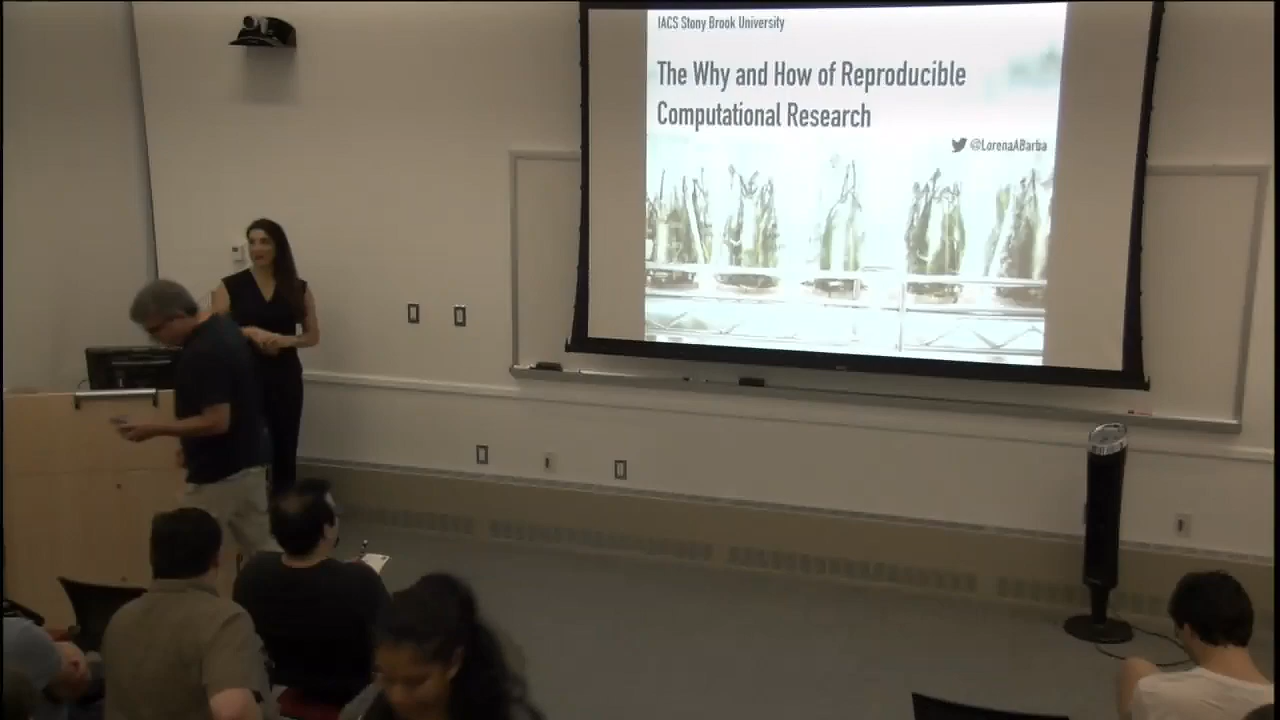 IACS Stony Brook University
The Why and How of Reproducible
Computational Research
@LorenaABarba